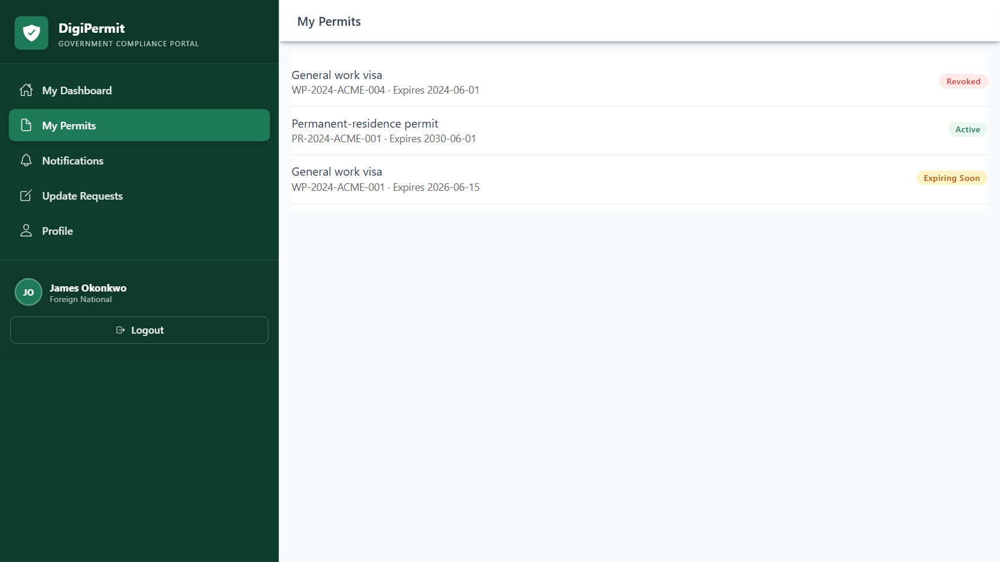 DigiPermit
GOVERNMENT COMPLIANCE PORTAL
My Dashboard
My Permits
Notifications
Update Requests
Profile
JO
James Okonkwo
Foreign National
Logout
My Permits
General work visa
WP-2024-ACME-004 · Expires 2024-06-01
Revoked
Permanent-residence permit
PR-2024-ACME-001 · Expires 2030-06-01
Active
General work visa
WP-2024-ACME-001 · Expires 2026-06-15
Expiring Soon